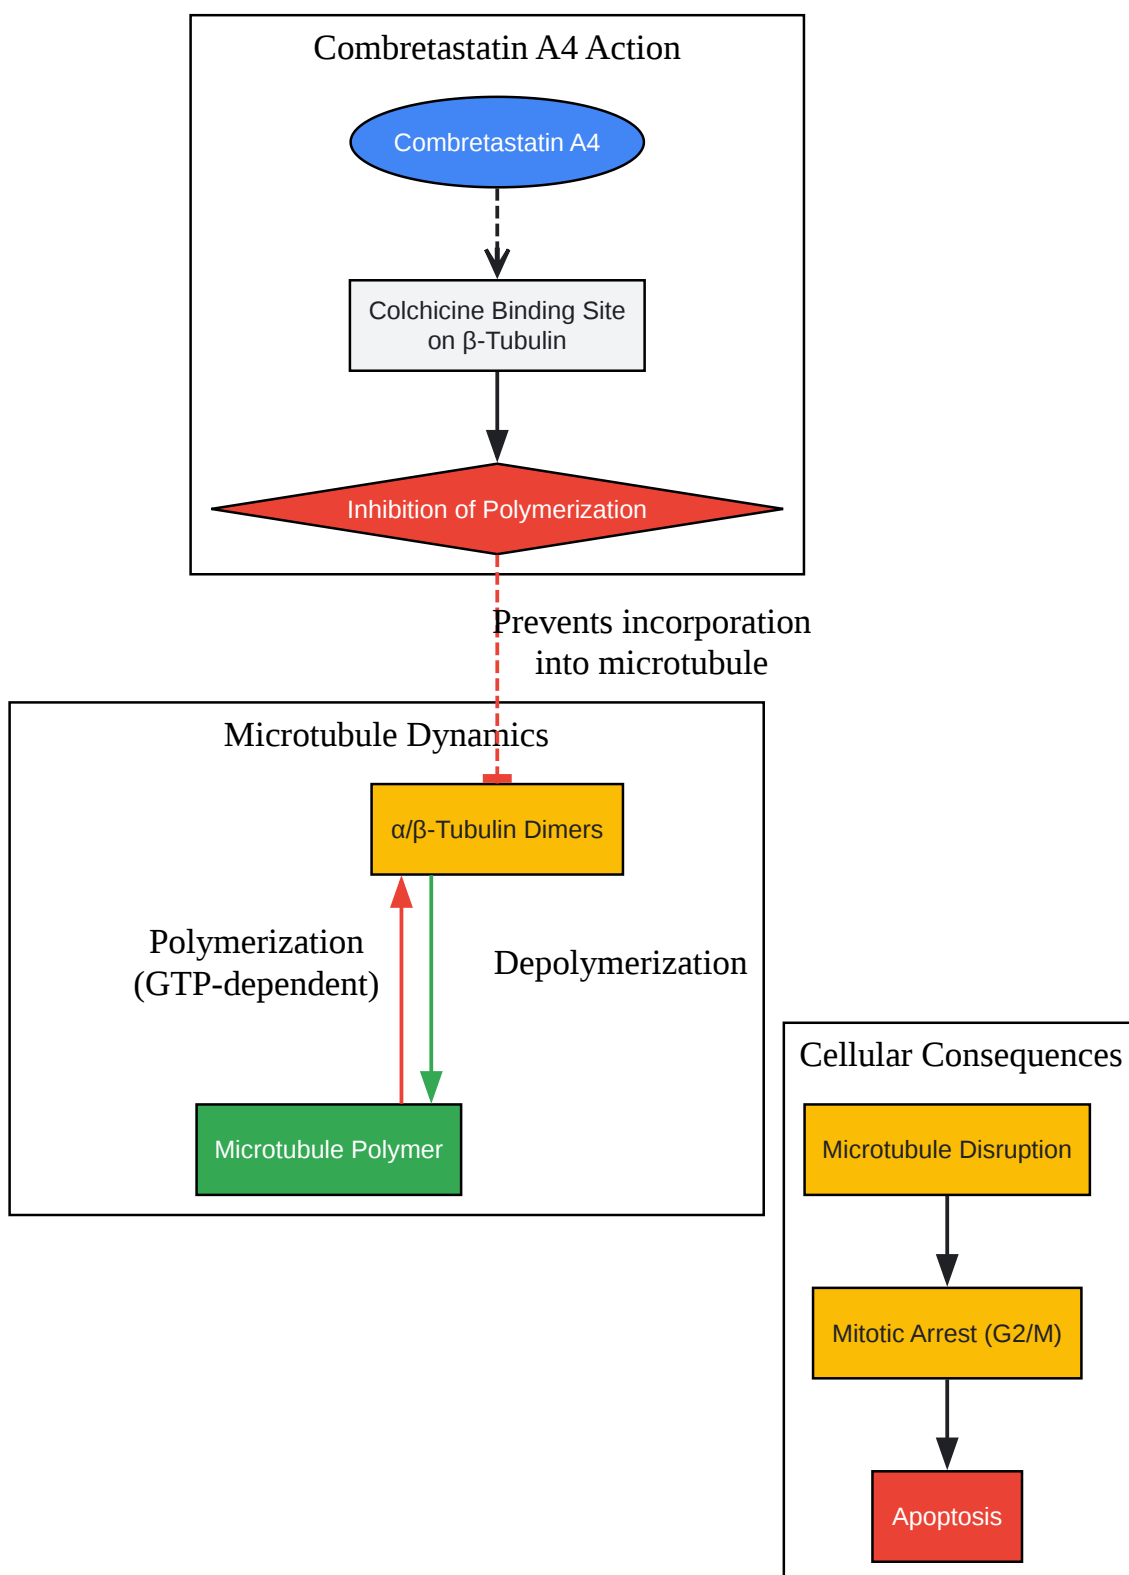 Combretastatin A4 Action
Combretastatin A4
Colchicine Binding Site
on β-Tubulin
Inhibition of Polymerization
Prevents incorporation
into microtubule
Microtubule Dynamics
α/β-Tubulin Dimers
Polymerization
(GTP-dependent)
Depolymerization
Microtubule Polymer
Cellular Consequences
Microtubule Disruption
Mitotic Arrest (G2/M)
Apoptosis